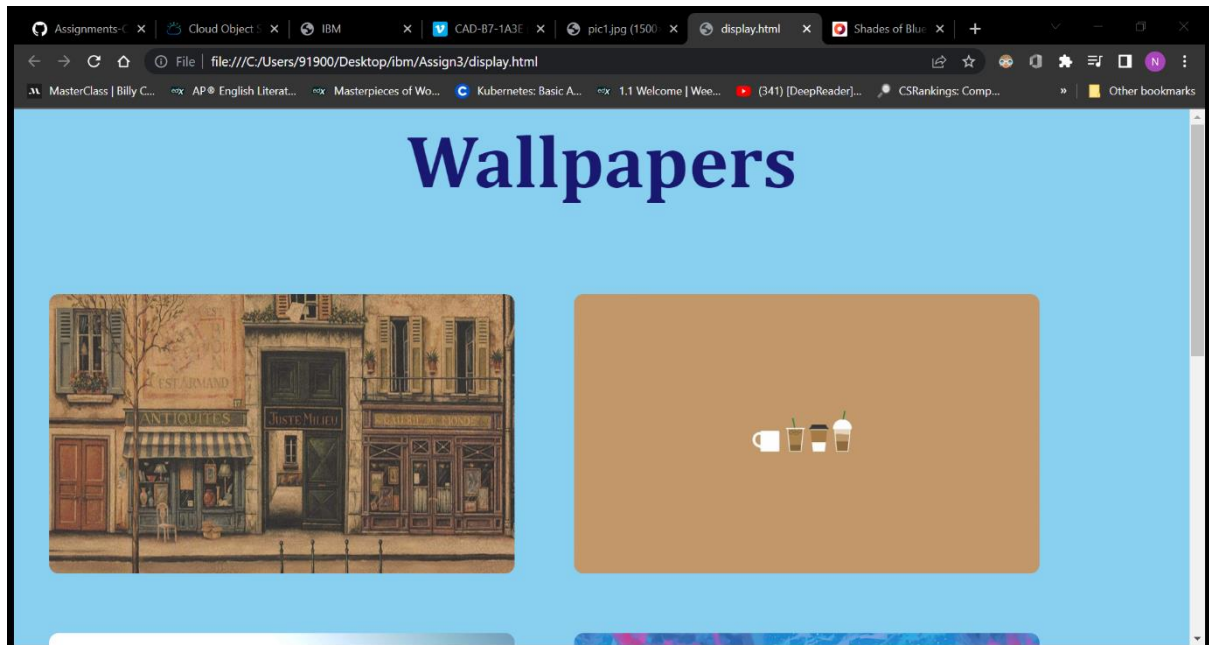 Assignments-C
Cloud Object S
IBM
CAD-B7-1A3E
pic1.jpg (1500
display.html
Shades of Blue
File
file:///C:/Users/91900/Desktop/ibm/Assign3/display.html
N
MasterClass | Billy C...
AP® English Literat...
Masterpieces of Wo...
Kubernetes: Basic A...
1.1 Welcome | Wee...
(341) [DeepReader]...
CSRankings: Comp...
»
Other bookmarks
Wallpapers
C'EST ARMAND
ANTIQUITES
JUSTE MILIEU